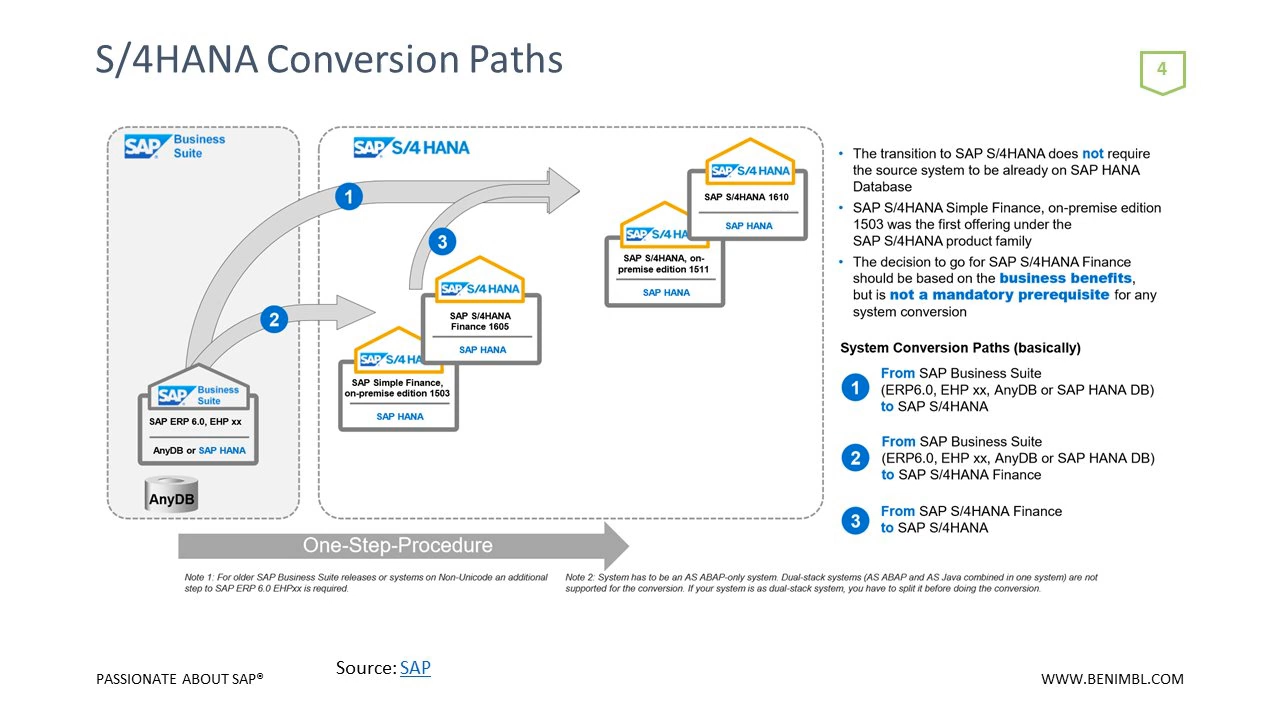 S/4HANA Conversion Paths
4
SAP Business
Suite
SAP S/4HANA
1
3
2
SAP S/4HANA
SAP S/4HANA 1610
SAP HANA
SAP S/4 HA
SAP S/4HANA, on-
premise edition 1511
SAP HANA
SAP S/4HANA
SAP S/4HANA
Finance 1605
SAP HANA
SAP S/4 HA
SAP Simple Finance,
on-premise edition 1503
SAP HANA
SAP Business
Suite
SAP ERP 6.0, EHP xx
AnyDB or SAP HANA
AnyDB
One-Step-Procedure
• The transition to SAP S/4HANA does not require
the source system to be already on SAP HANA
Database
• SAP S/4HANA Simple Finance, on-premise edition
1503 was the first offering under the
SAP S/4HANA product family
• The decision to go for SAP S/4HANA Finance
should be based on the business benefits,
but is not a mandatory prerequisite for any
system conversion
System Conversion Paths (basically)
1 From SAP Business Suite
(ERP6.0, EHP xx, AnyDB or SAP HANA DB)
to SAP S/4HANA
2 From SAP Business Suite
(ERP6.0, EHP xx, AnyDB or SAP HANA DB)
to SAP S/4HANA Finance
3 From SAP S/4HANA Finance
to SAP S/4HANA
Note 1: For older SAP Business Suite releases or systems on Non-Unicode an additional
step to SAP ERP 6.0 EHPxx is required.
Note 2: System has to be an AS ABAP-only system. Dual-stack systems (AS ABAP and AS Java combined in one system) are not
supported for the conversion. If your system is as dual-stack system, you have to split it before doing the conversion.
Source: SAP
PASSIONATE ABOUT SAP®
WWW.BENIMBL.COM